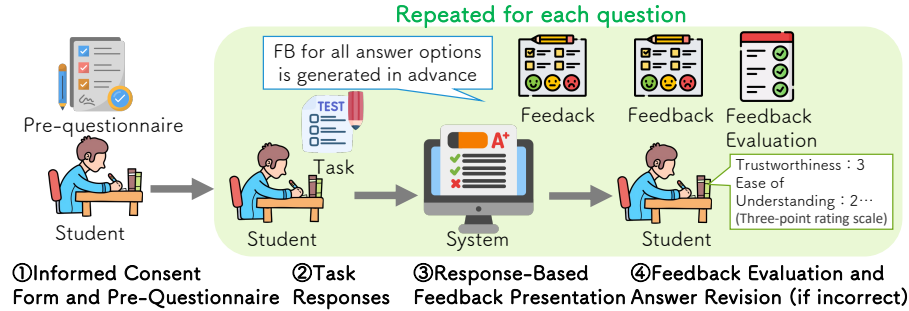 Repeated for each question
FB for all answer options
is generated in advance
Pre-questionnaire
Student
TEST
Task
Student
Feedack
A+
System
Feedback
Feedback
Evaluation
Trustworthiness：3
Ease of
Understanding：2…
(Three-point rating scale)
Student
①Informed Consent
Form and Pre-Questionnaire
②Task
Responses
③Response-Based
Feedback Presentation
④Feedback Evaluation and
Answer Revision (if incorrect)